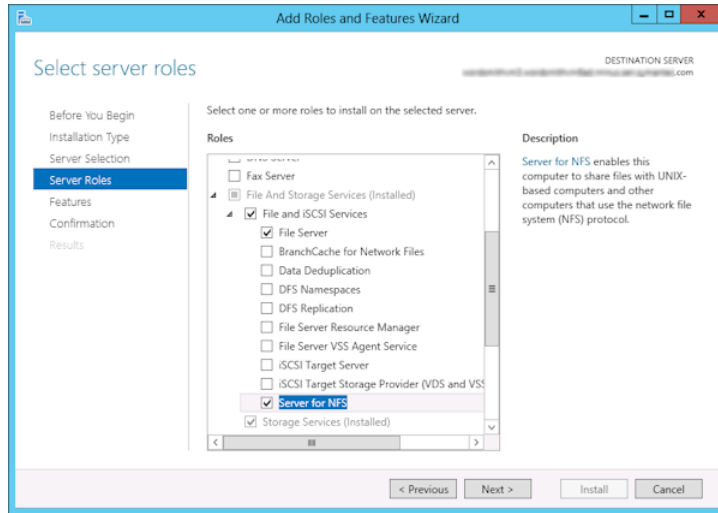 Add Roles and Features Wizard
Select server roles
DESTINATION SERVER
.com
Before You Begin
Installation Type
Server Selection
Server Roles
Features
Confirmation
Results
Select one or more roles to install on the selected server.
Roles
Fax Server
File And Storage Services (Installed)
File and iSCSI Services
File Server
BranchCache for Network Files
Data Deduplication
DFS Namespaces
DFS Replication
File Server Resource Manager
File Server VSS Agent Service
iSCSI Target Server
iSCSI Target Storage Provider (VDS and VSS
Server for NFS
Storage Services (Installed)
Description
Server for NFS enables this
computer to share files with UNIX-
based computers and other
computers that use the network file
system (NFS) protocol.
< Previous
Next >
Install
Cancel